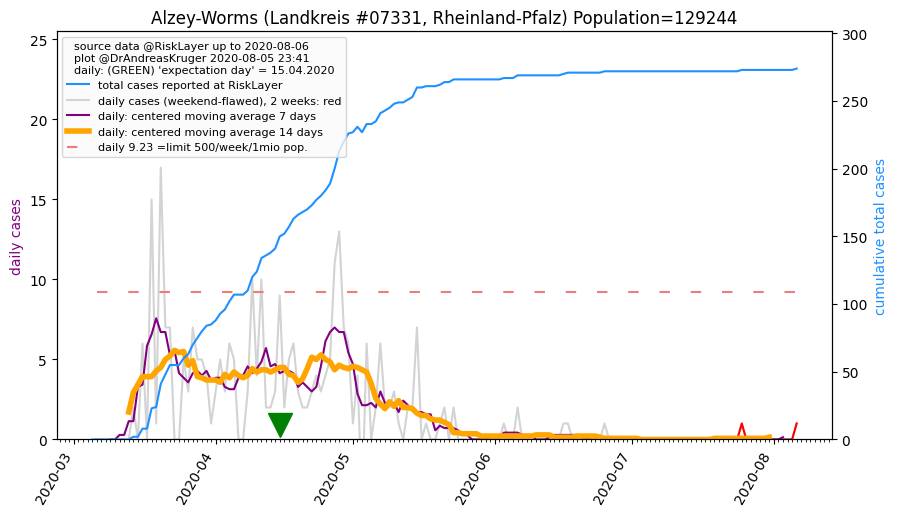 Alzey-Worms (Landkreis #07331, Rheinland-Pfalz) Population=129244
source data @RiskLayer up to 2020-08-06
plot @DrAndreasKruger 2020-08-05 23:41
daily: (GREEN) 'expectation day' = 15.04.2020
total cases reported at RiskLayer
daily cases (weekend-flawed), 2 weeks: red
daily: centered moving average 7 days
daily: centered moving average 14 days
daily 9.23 =limit 500/week/1mio pop.
daily cases
25
20
15
10
5
0
cumulative total cases
300
250
200
150
100
50
0
2020-03
2020-04
2020-05
2020-06
2020-07
2020-08